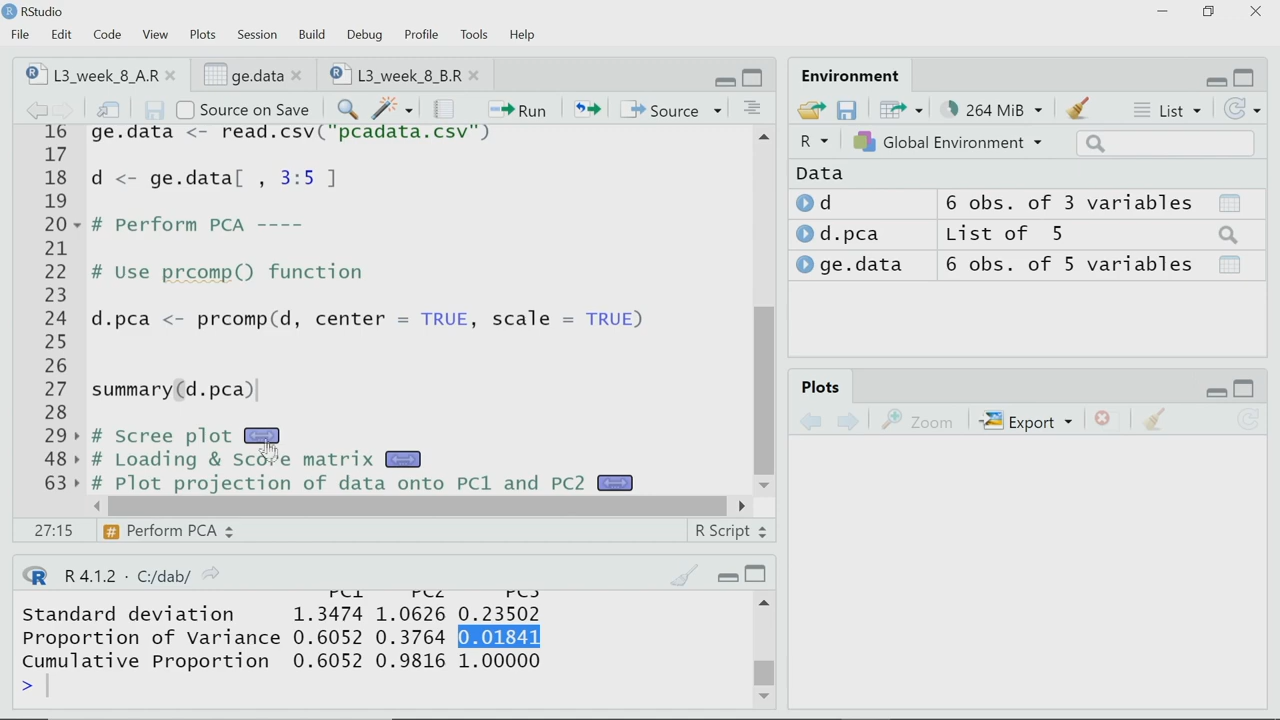 RStudio
File Edit Code View Plots Session Build Debug Profile Tools Help
L3_week_8_A.R ge.data L3_week_8_B.R
Source on Save Run Source
16 ge.data <- read.csv("pcadata.csv")
17
18 d <- ge.data[ , 3:5 ]
19
20 # Perform PCA ----
21
22 # Use prcomp() function
23
24 d.pca <- prcomp(d, center = TRUE, scale = TRUE)
25
26
27 summary(d.pca)
28
29 # Scree plot
48 # Loading & Score matrix
63 # Plot projection of data onto PC1 and PC2
27:15 # Perform PCA R Script
R 4.1.2 · C:/dab/
PC1 PC2 PC3
Standard deviation 1.3474 1.0626 0.23502
Proportion of Variance 0.6052 0.3764 0.01841
Cumulative Proportion 0.6052 0.9816 1.00000
>
Environment
264 MiB List
R Global Environment
Data
d 6 obs. of 3 variables
d.pca List of 5
ge.data 6 obs. of 5 variables
Plots
Zoom Export